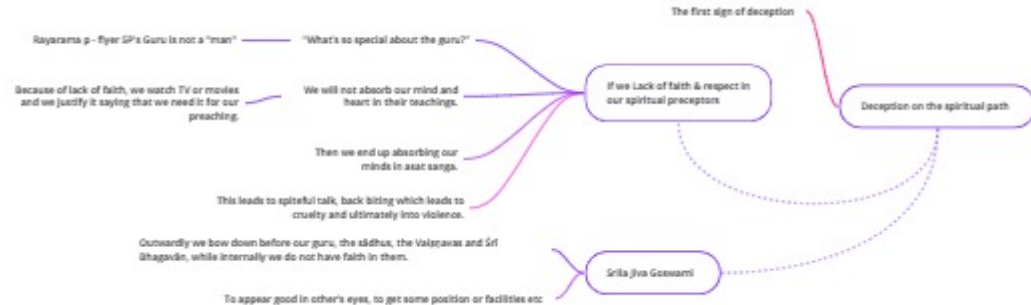 The first sign of deception
Rayarama p - flyer SP's Guru is not a "man"
"What's so special about the guru?"
Because of lack of faith, we watch TV or movies
and we justify it saying that we need it for our
preaching.
We will not absorb our mind and
heart in their teachings.
If we Lack of faith & respect in
our spiritual preceptors
Deception on the spiritual path
Then we end up absorbing our
minds in asat sanga.
This leads to spiteful talk, back biting which leads to
cruelty and ultimately into violence.
Outwardly we bow down before our guru, the sādhus, the Vaiṣṇavas and Śrī
Bhagavān, while internally we do not have faith in them.
Srila Jiva Goswami
To appear good in other's eyes, to get some position or facilities etc